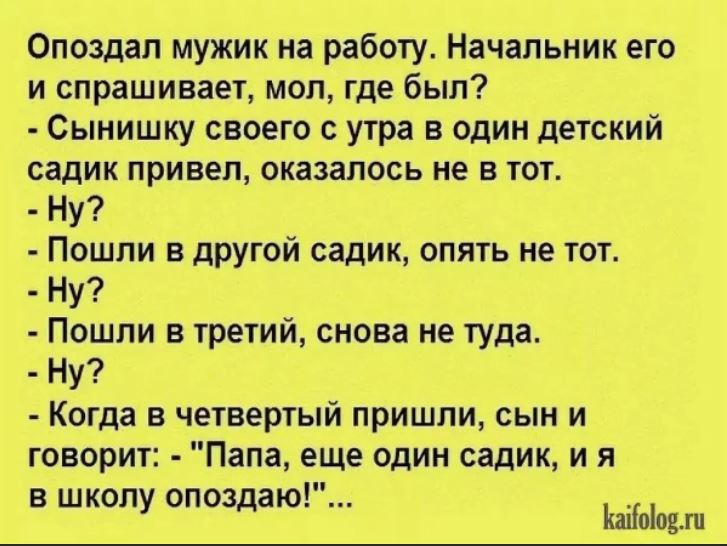 Опоздал мужик на работу. Начальник его
и спрашивает, мол, где был?
- Сынишку своего с утра в один детский
садик привел, оказалось не в тот.
- Ну?
- Пошли в другой садик, опять не тот.
- Ну?
- Пошли в третий, снова не туда.
- Ну?
- Когда в четвертый пришли, сын и
говорит: - "Папа, еще один садик, и я
в школу опоздаю!"...
kaifolog.ru